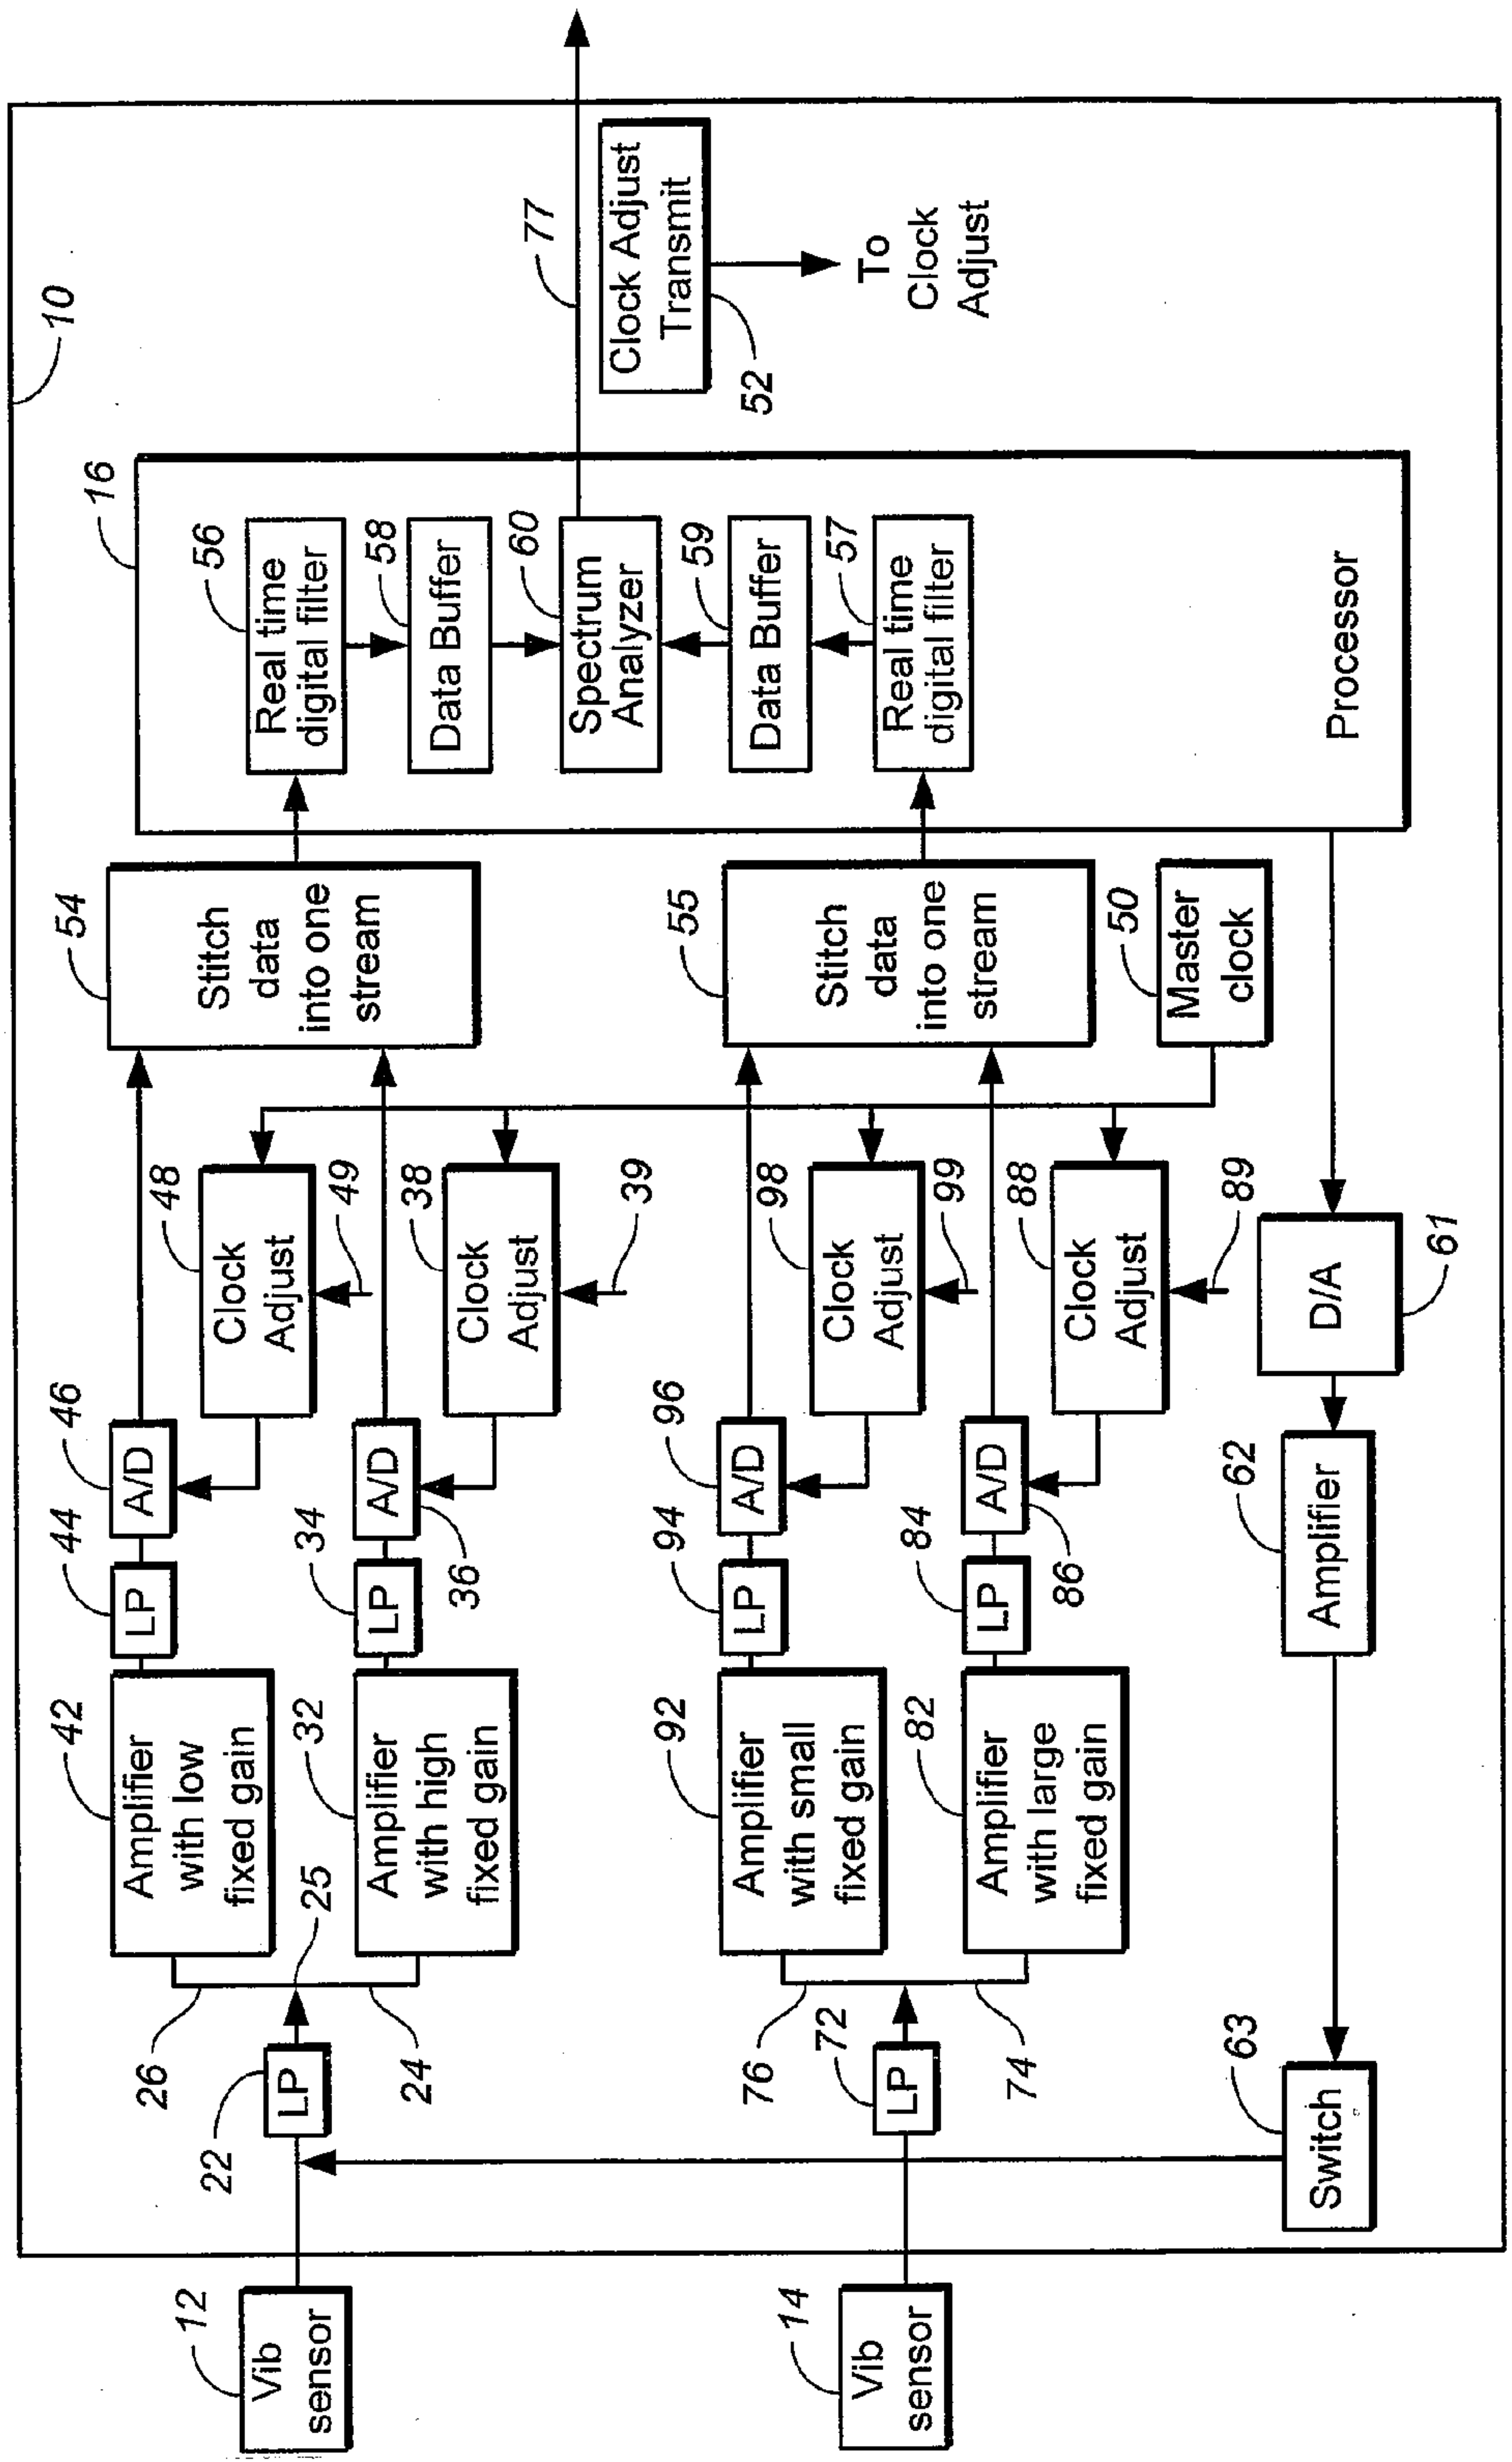 10
12
Vib
sensor
22
LP
26
25
24
42
Amplifier
with low
fixed gain
44
LP
46
A/D
48
Clock
Adjust
49
32
Amplifier
with high
fixed gain
34
LP
36
A/D
38
Clock
Adjust
39
54
Stitch
data
into one
stream
16
56
Real time
digital filter
58
Data Buffer
60
Spectrum
Analyzer
59
Data Buffer
57
Real time
digital filter
Processor
77
Clock Adjust
Transmit
52
To
Clock
Adjust
14
Vib
sensor
72
LP
76
74
92
Amplifier
with small
fixed gain
94
LP
96
A/D
98
Clock
Adjust
99
82
Amplifier
with large
fixed gain
84
LP
86
A/D
88
Clock
Adjust
89
55
Stitch
data
into one
stream
50
Master
clock
63
Switch
62
Amplifier
D/A
61